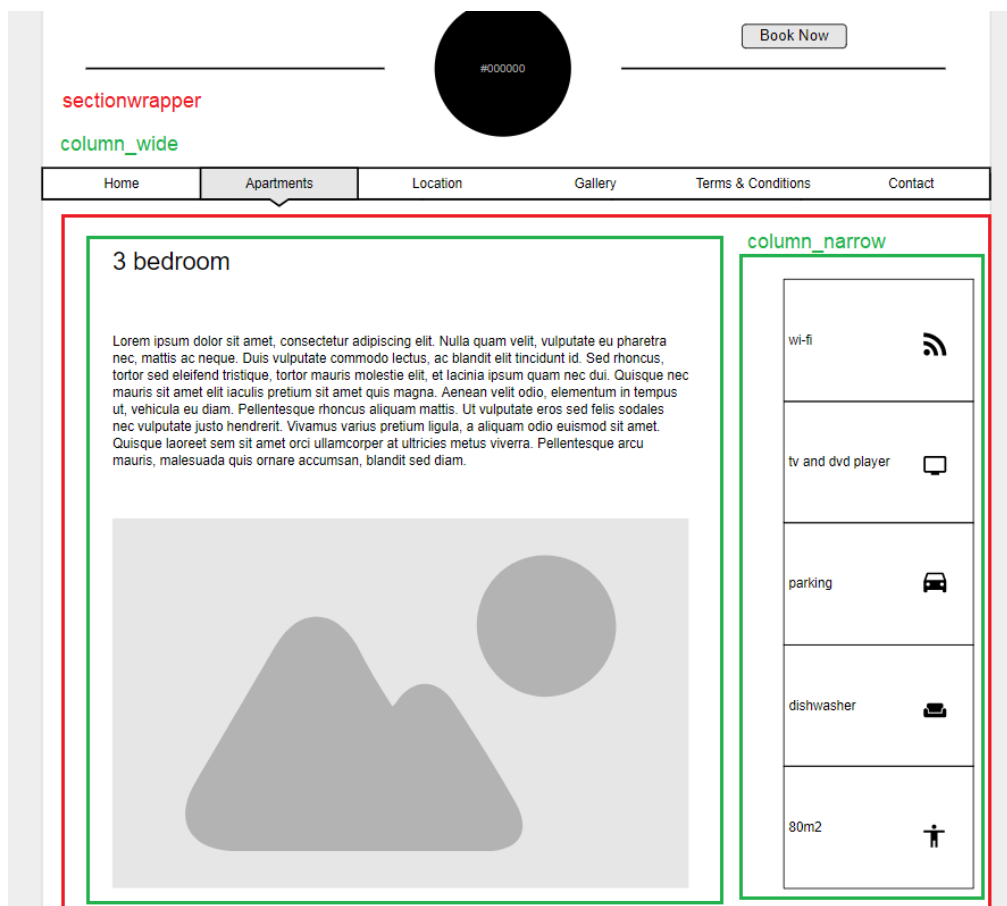 Book Now
#000000
sectionwrapper
column_wide
Home Apartments Location Gallery Terms & Conditions Contact
column_narrow
3 bedroom
Lorem ipsum dolor sit amet, consectetur adipiscing elit. Nulla quam velit, vulputate eu pharetra
nec, mattis ac neque. Duis vulputate commodo lectus, ac blandit elit tincidunt id. Sed rhoncus,
tortor sed eleifend tristique, tortor mauris molestie elit, et lacinia ipsum quam nec dui. Quisque nec
mauris sit amet elit iaculis pretium sit amet quis magna. Aenean velit odio, elementum in tempus
ut, vehicula eu diam. Pellentesque rhoncus aliquam mattis. Ut vulputate eros sed felis sodales
nec vulputate justo hendrerit. Vivamus varius pretium ligula, a aliquam odio euismod sit amet.
Quisque laoreet sem sit amet orci ullamcorper at ultricies metus viverra. Pellentesque arcu
mauris, malesuada quis ornare accumsan, blandit sed diam.
wi-fi
tv and dvd player
parking
dishwasher
80m2